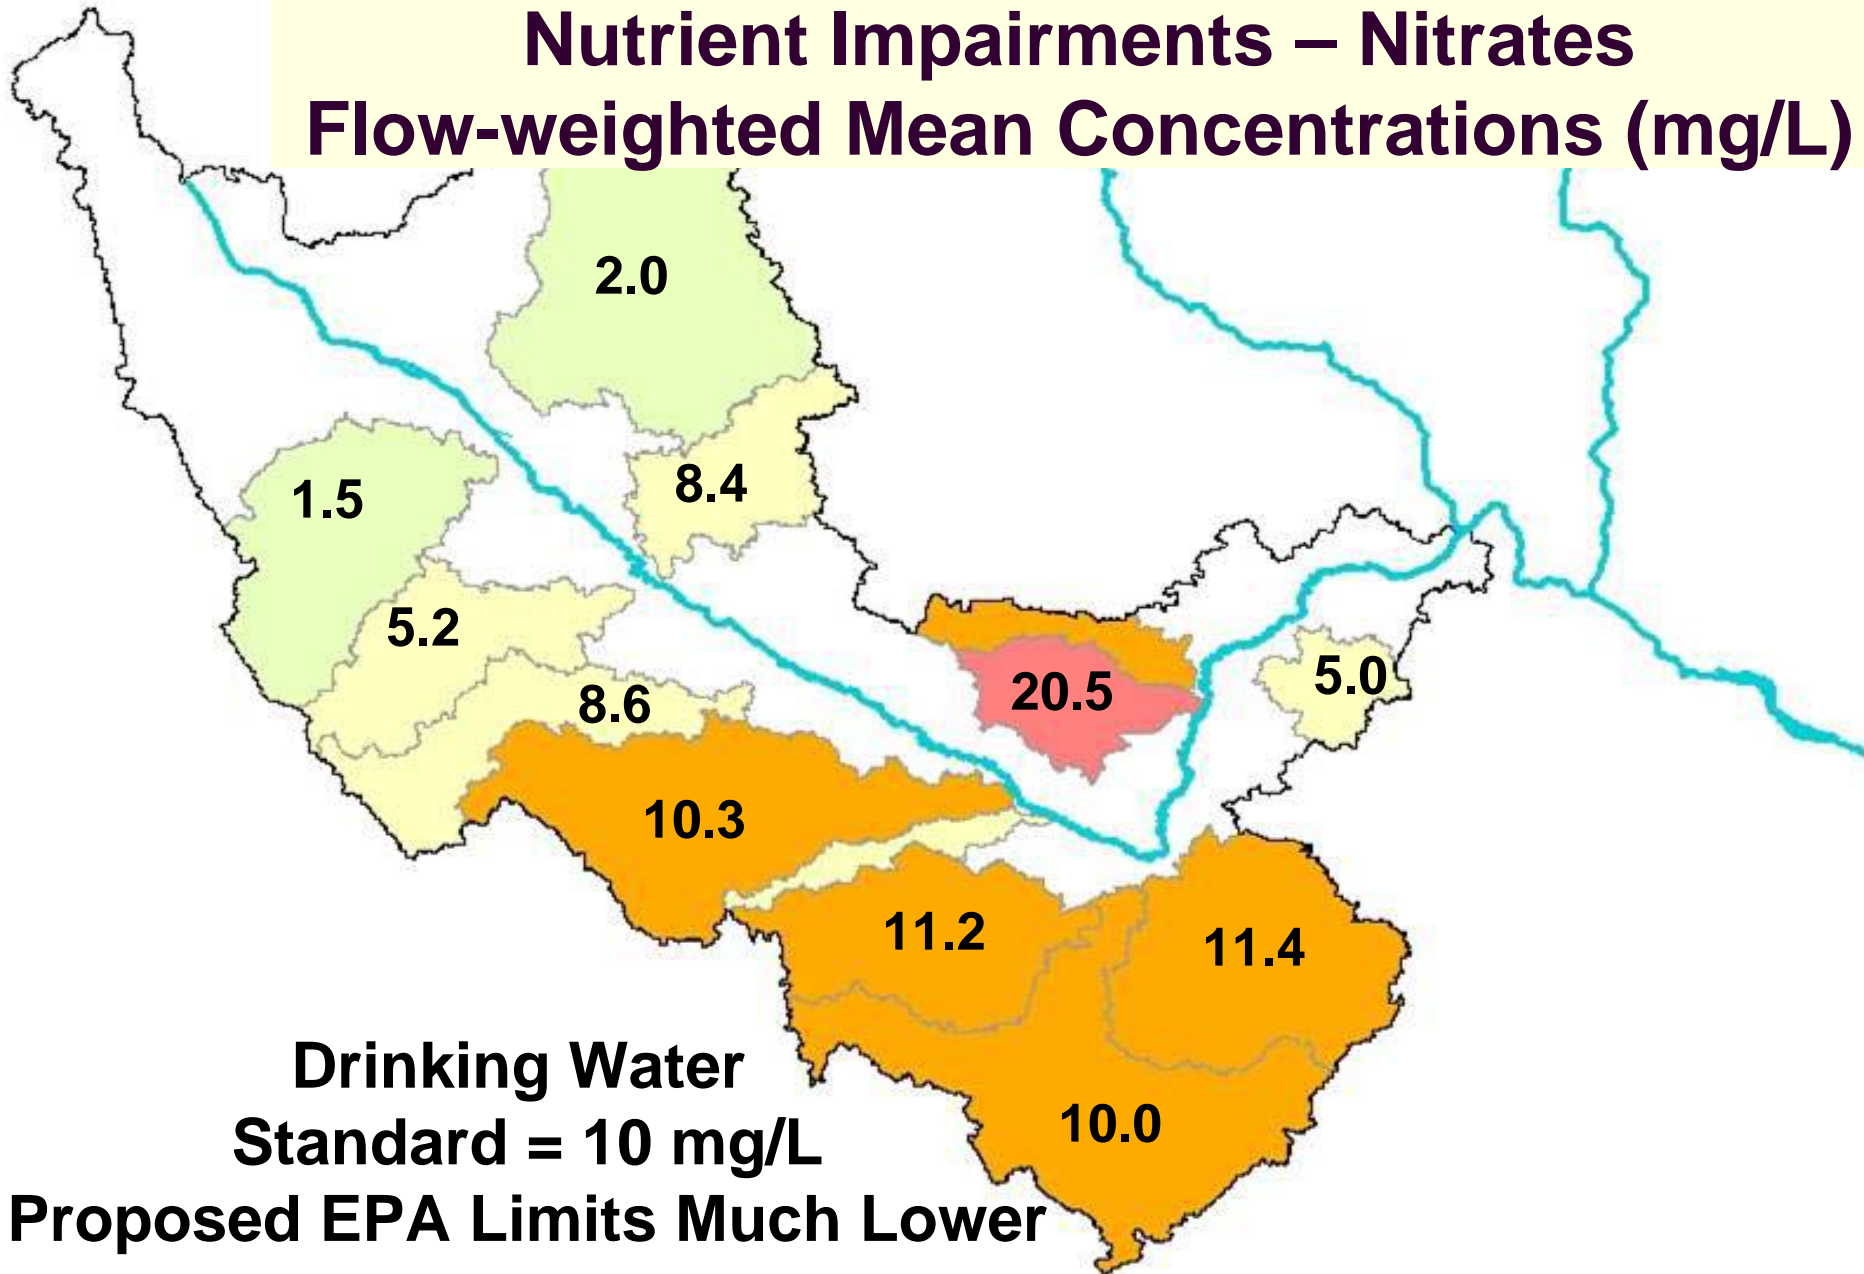 Nutrient Impairments – Nitrates
Flow-weighted Mean Concentrations (mg/L)
2.0
8.4
1.5
5.2
8.6
20.5
5.0
10.3
11.2
11.4
10.0
Drinking Water
Standard = 10 mg/L
Proposed EPA Limits Much Lower